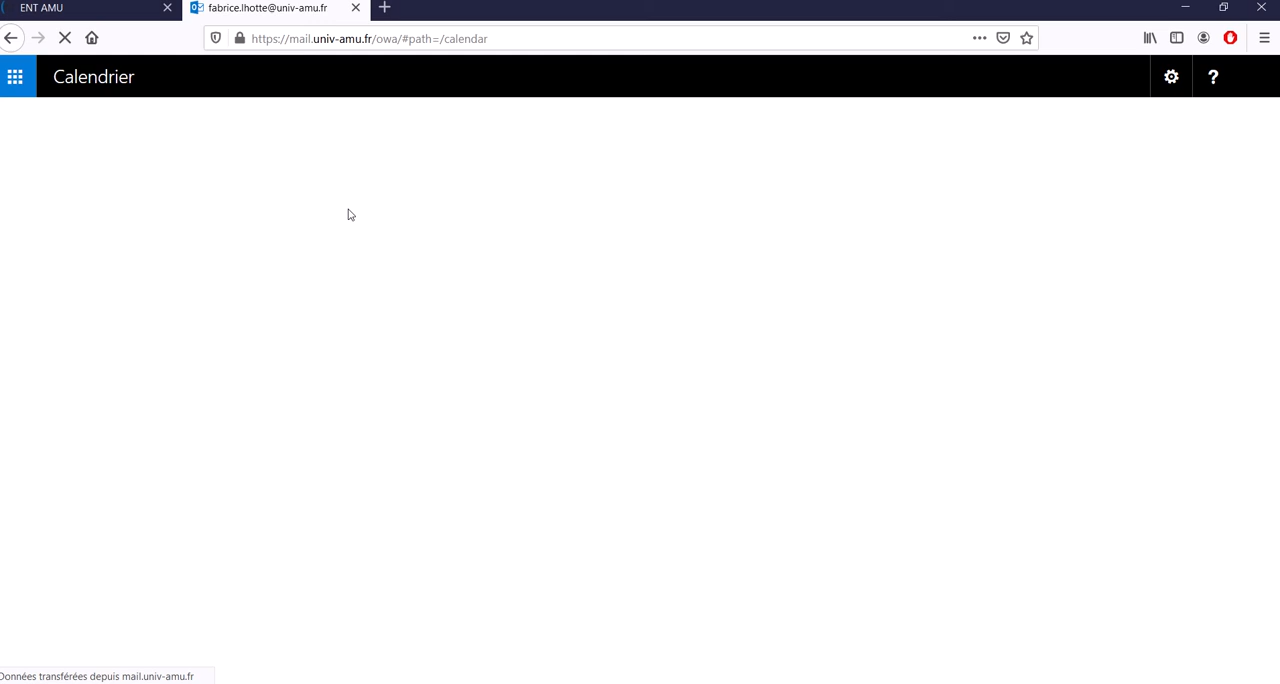 ENT AMU
fabrice.lhotte@univ-amu.fr
https://mail.univ-amu.fr/owa/#path=/calendar
Calendrier
?
Données transférées depuis mail.univ-amu.fr